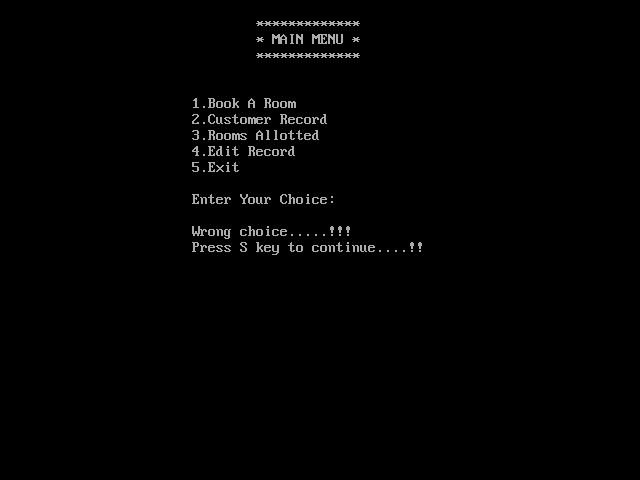 *************
* MAIN MENU *
*************
1.Book A Room
2.Customer Record
3.Rooms Allotted
4.Edit Record
5.Exit
Enter Your Choice:
Wrong choice.....!!!
Press S key to continue....!!